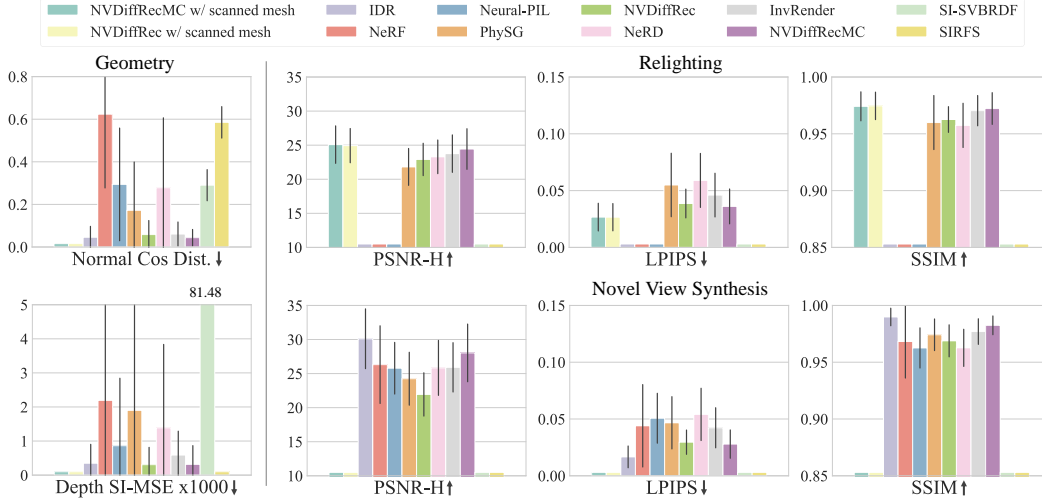 NVDiffRecMC w/ scanned mesh IDR Neural-PIL NVDiffRec InvRender SI-SVBRDF
NVDiffRec w/ scanned mesh NeRF PhySG NeRD NVDiffRecMC SIRFS
Geometry Relighting
0.8 35 0.15 1.00
30
0.6 0.95
25 0.10
0.4
20 0.90
0.2 0.05
15
0.0 10 0.00 0.85
Normal Cos Dist.↓ PSNR-H↑ LPIPS↓ SSIM↑
81.48 Novel View Synthesis
5 35 0.15 1.00
4 30
0.95
3 25 0.10
2 20 0.90
0.05
1 15
0 10 0.00 0.85
Depth SI-MSE x1000↓ PSNR-H↑ LPIPS↓ SSIM↑